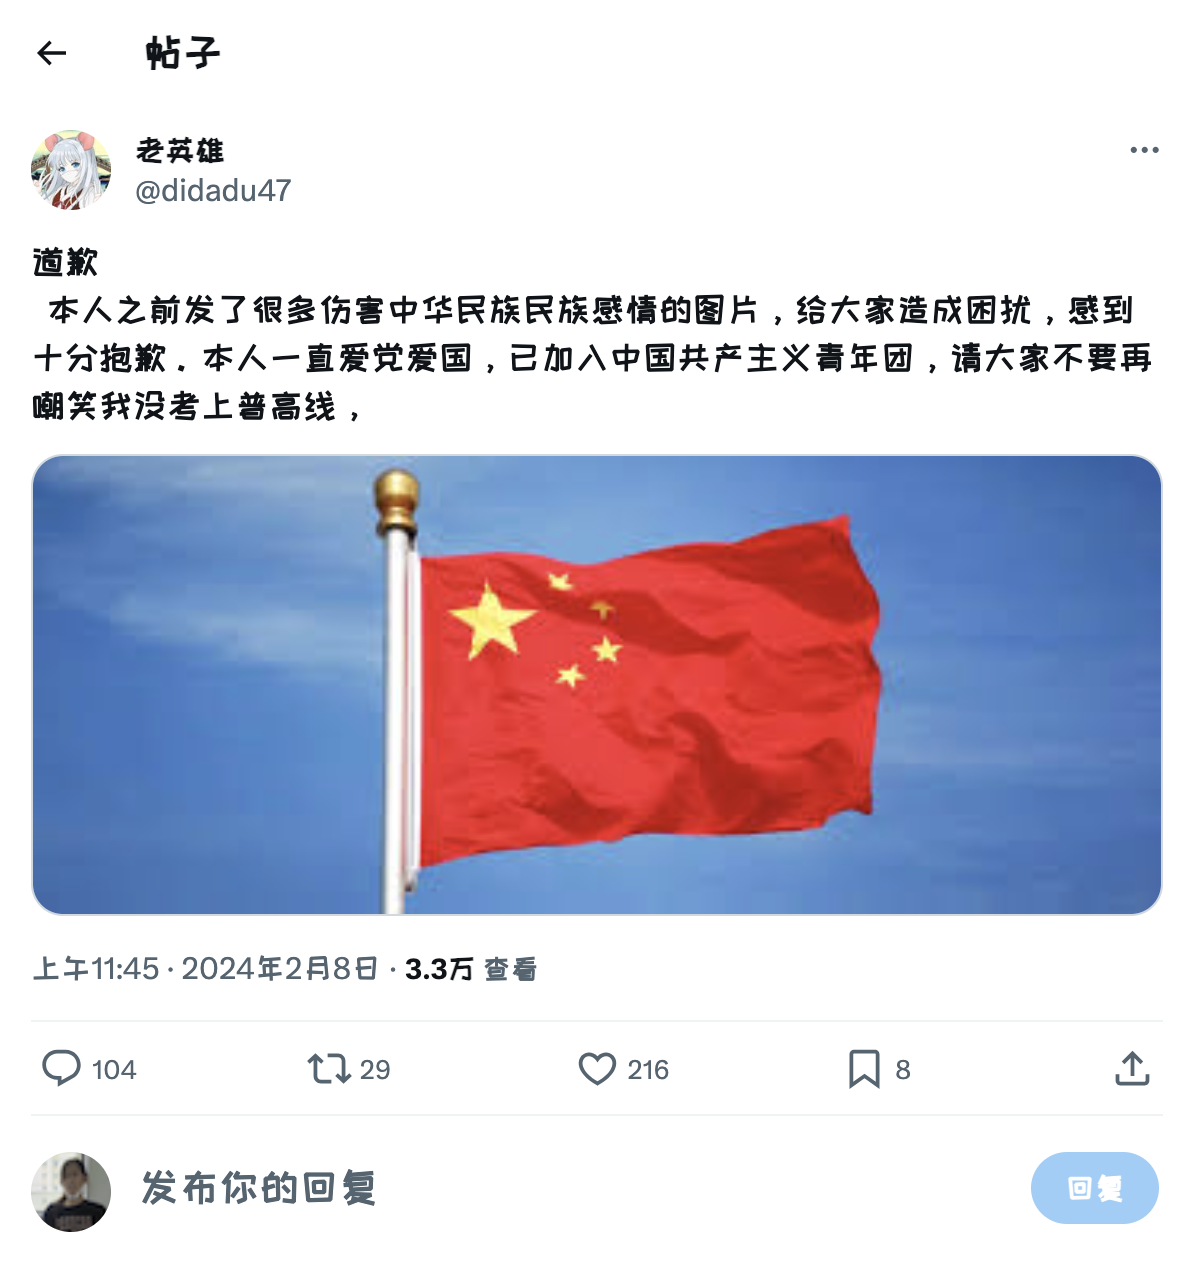 帖子
老英雄
@didadu47
道歉
本人之前发了很多伤害中华民族民族感情的图片，给大家造成困扰，感到
十分抱歉．本人一直爱党爱国，已加入中国共产主义青年团，请大家不要再
嘲笑我没考上普高线，
上午11:45 · 2024年2月8日 · 3.3万 查看
104 29 216 8
发布你的回复 回复